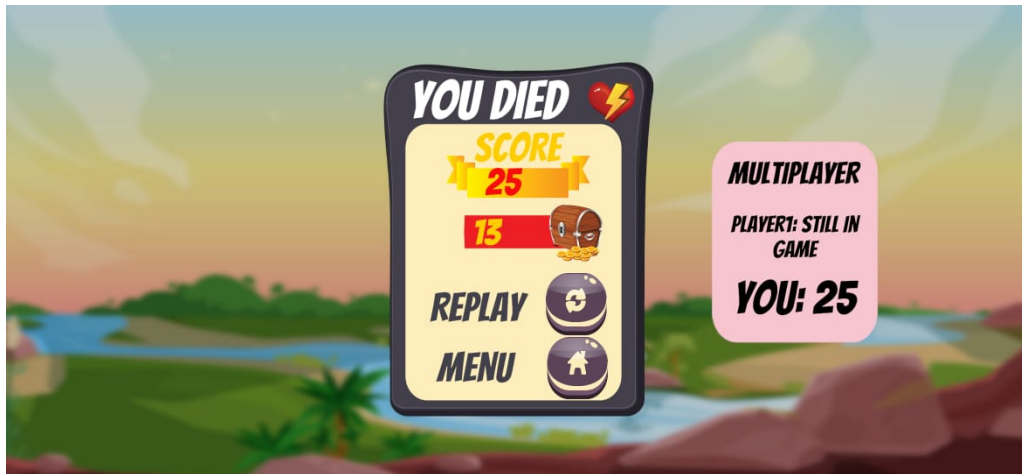 YOU DIED
SCORE
25
13
REPLAY
MENU
MULTIPLAYER
PLAYER1: STILL IN
GAME
YOU: 25